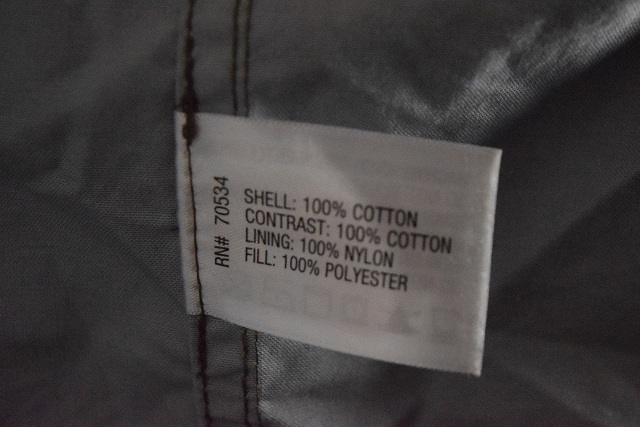 RN# 70534
SHELL: 100% COTTON
CONTRAST: 100% COTTON
LINING: 100% NYLON
FILL: 100% POLYESTER